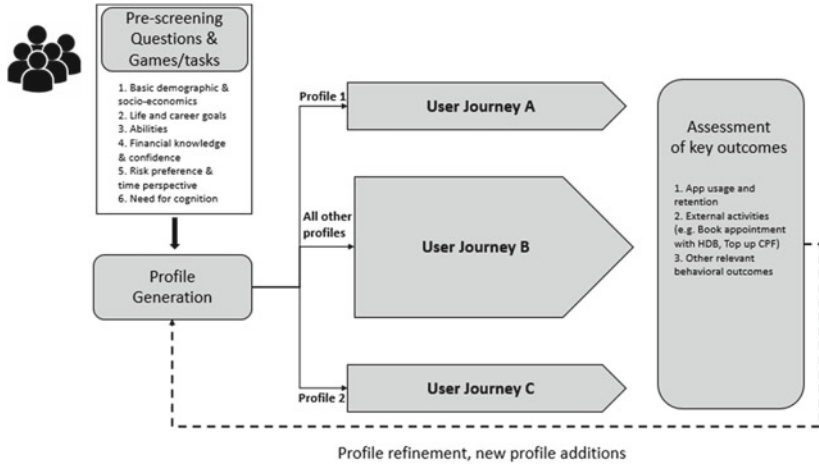 Pre-screening
Questions &
Games/tasks
1. Basic demographic &
socio-economics
2. Life and career goals
3. Abilities
4. Financial knowledge
& confidence
5. Risk preference &
time perspective
6. Need for cognition
Profile
Generation
Profile 1
User Journey A
All other
profiles
User Journey B
Profile 2
User Journey C
Assessment
of key outcomes
1. App usage and
retention
2. External activities
(e.g. Book appointment
with HDB, Top up CPF)
3. Other relevant
behavioral outcomes
Profile refinement, new profile additions